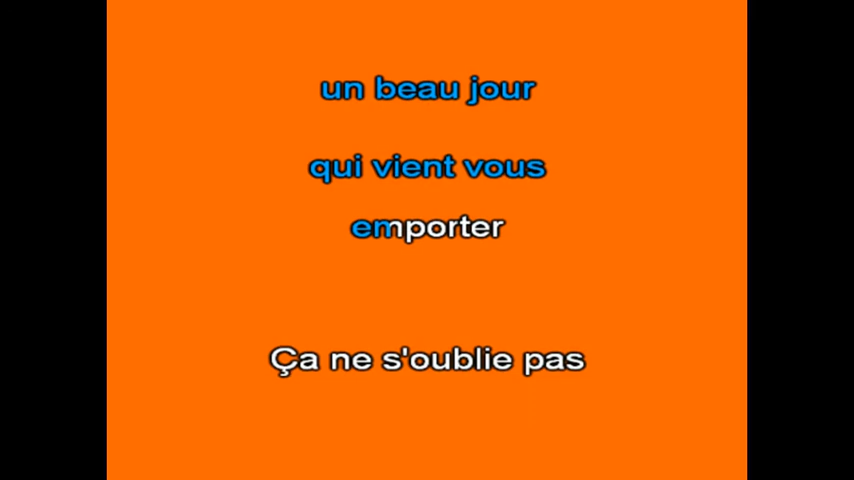 un beau jour
qui vient vous
emporter
Ça ne s'oublie pas